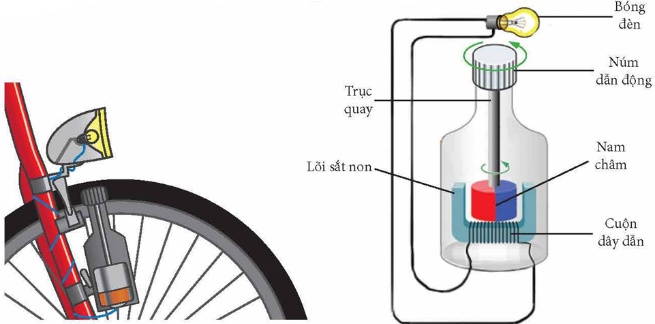 Bóng
đèn
Núm
dẫn động
Trục
quay
Nam
châm
Lõi sắt non
Cuộn
dây dẫn